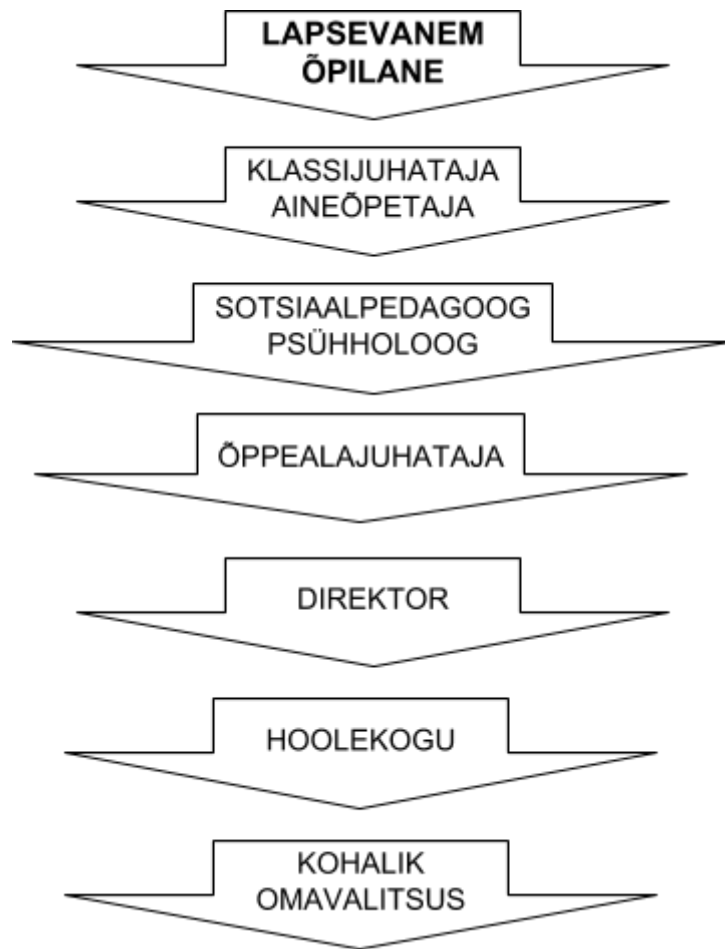 LAPSEVANEM
ÕPILANE
KLASSIJUHATAJA
AINEÕPETAJA
SOTSIAALPEDAGOOG
PSÜHHOLOOG
ÕPPEALAJUHATAJA
DIREKTOR
HOOLEKOGU
KOHALIK
OMAVALITSUS